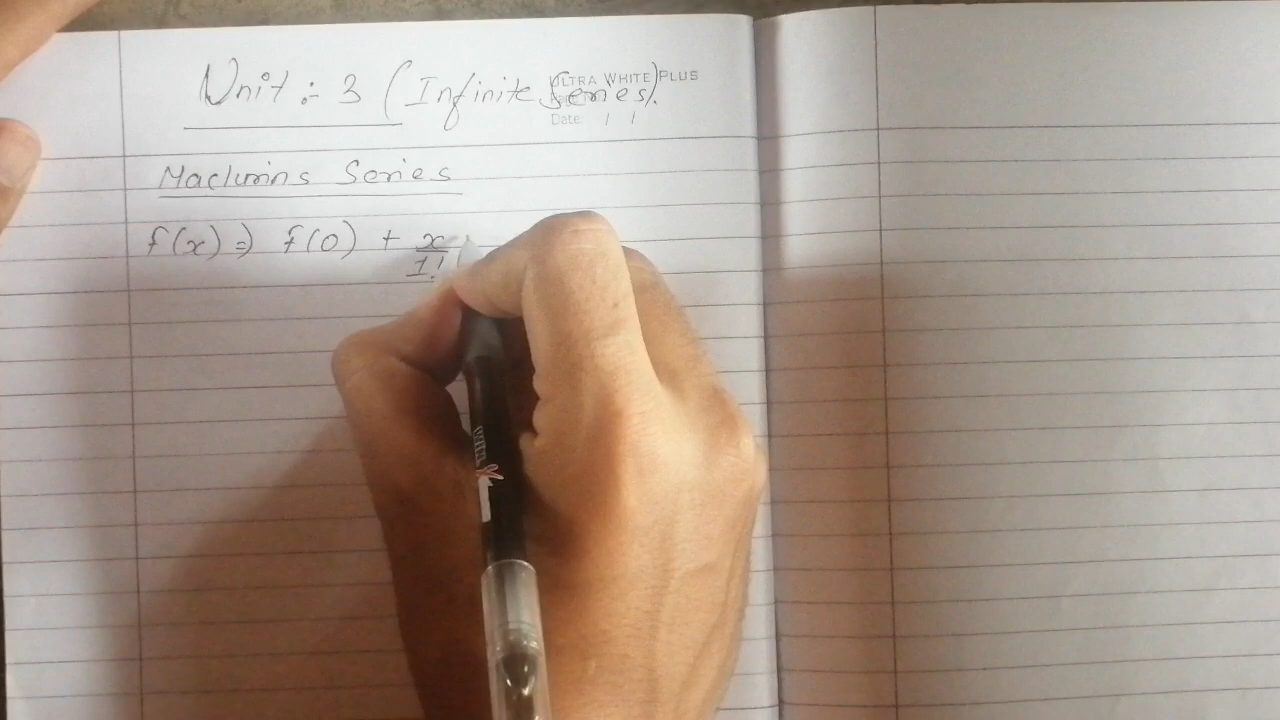 Unit :- 3 (Infinite Series).
ULTRA WHITE PLUS
Date / /
Maclurins Series
f(x) => f(0) + x/1!